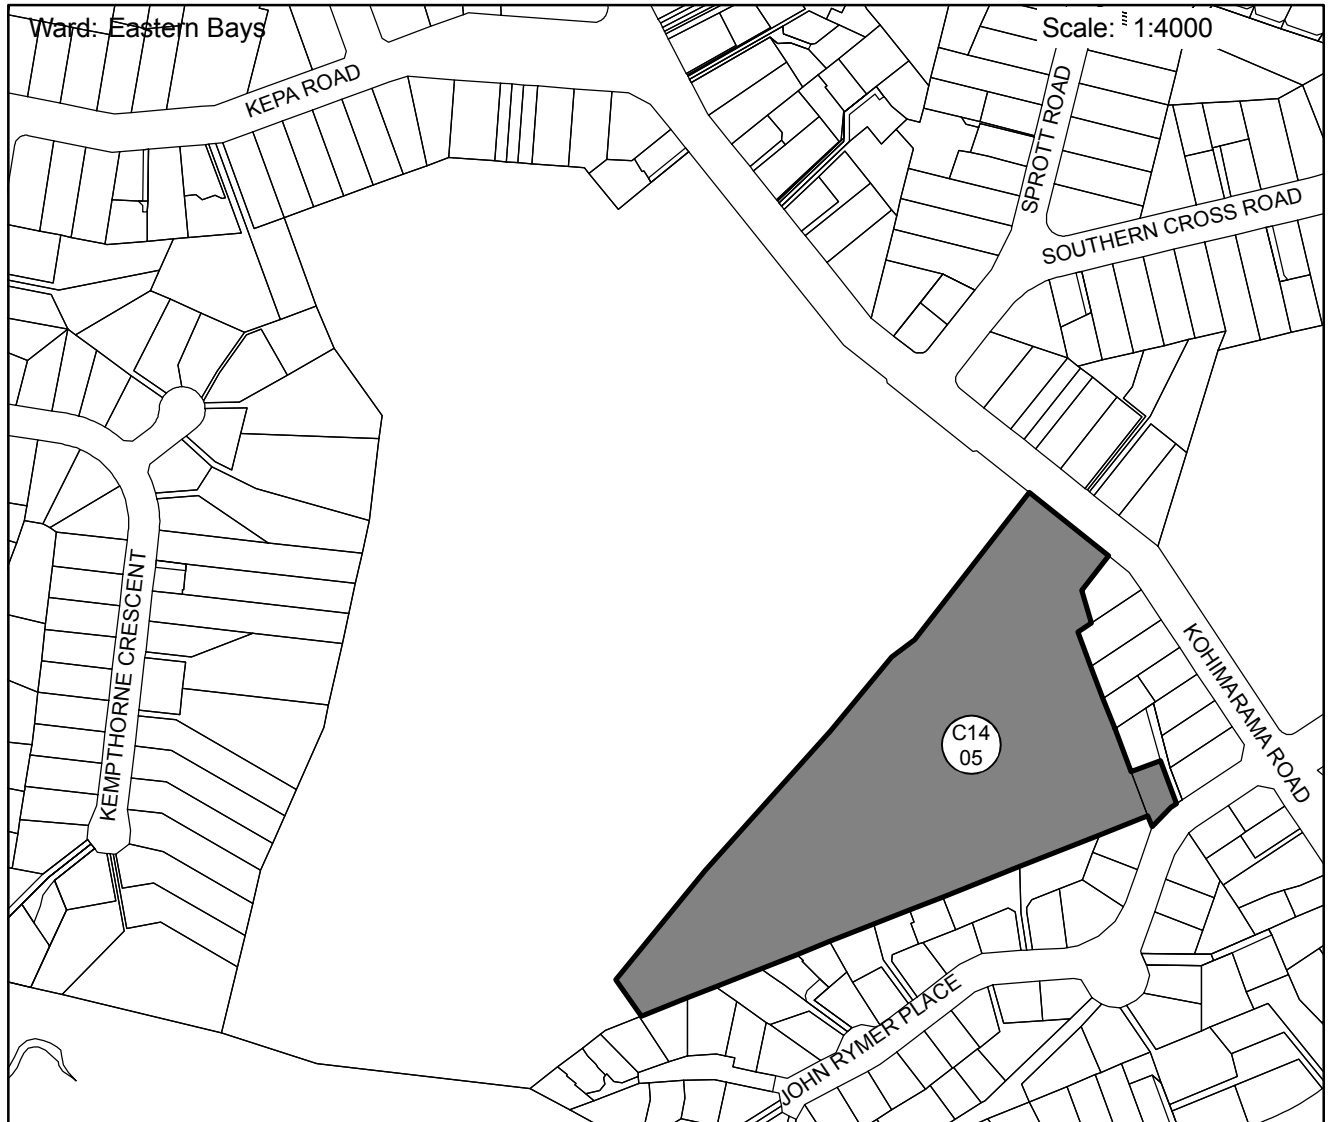 Ward: Eastern Bays
Scale: 1:4000
KEPA ROAD
SPROTT ROAD
SOUTHERN CROSS ROAD
KEMPTHORNE CRESCENT
KOHIMARAMA ROAD
C14
05
JOHN RYMER PLACE